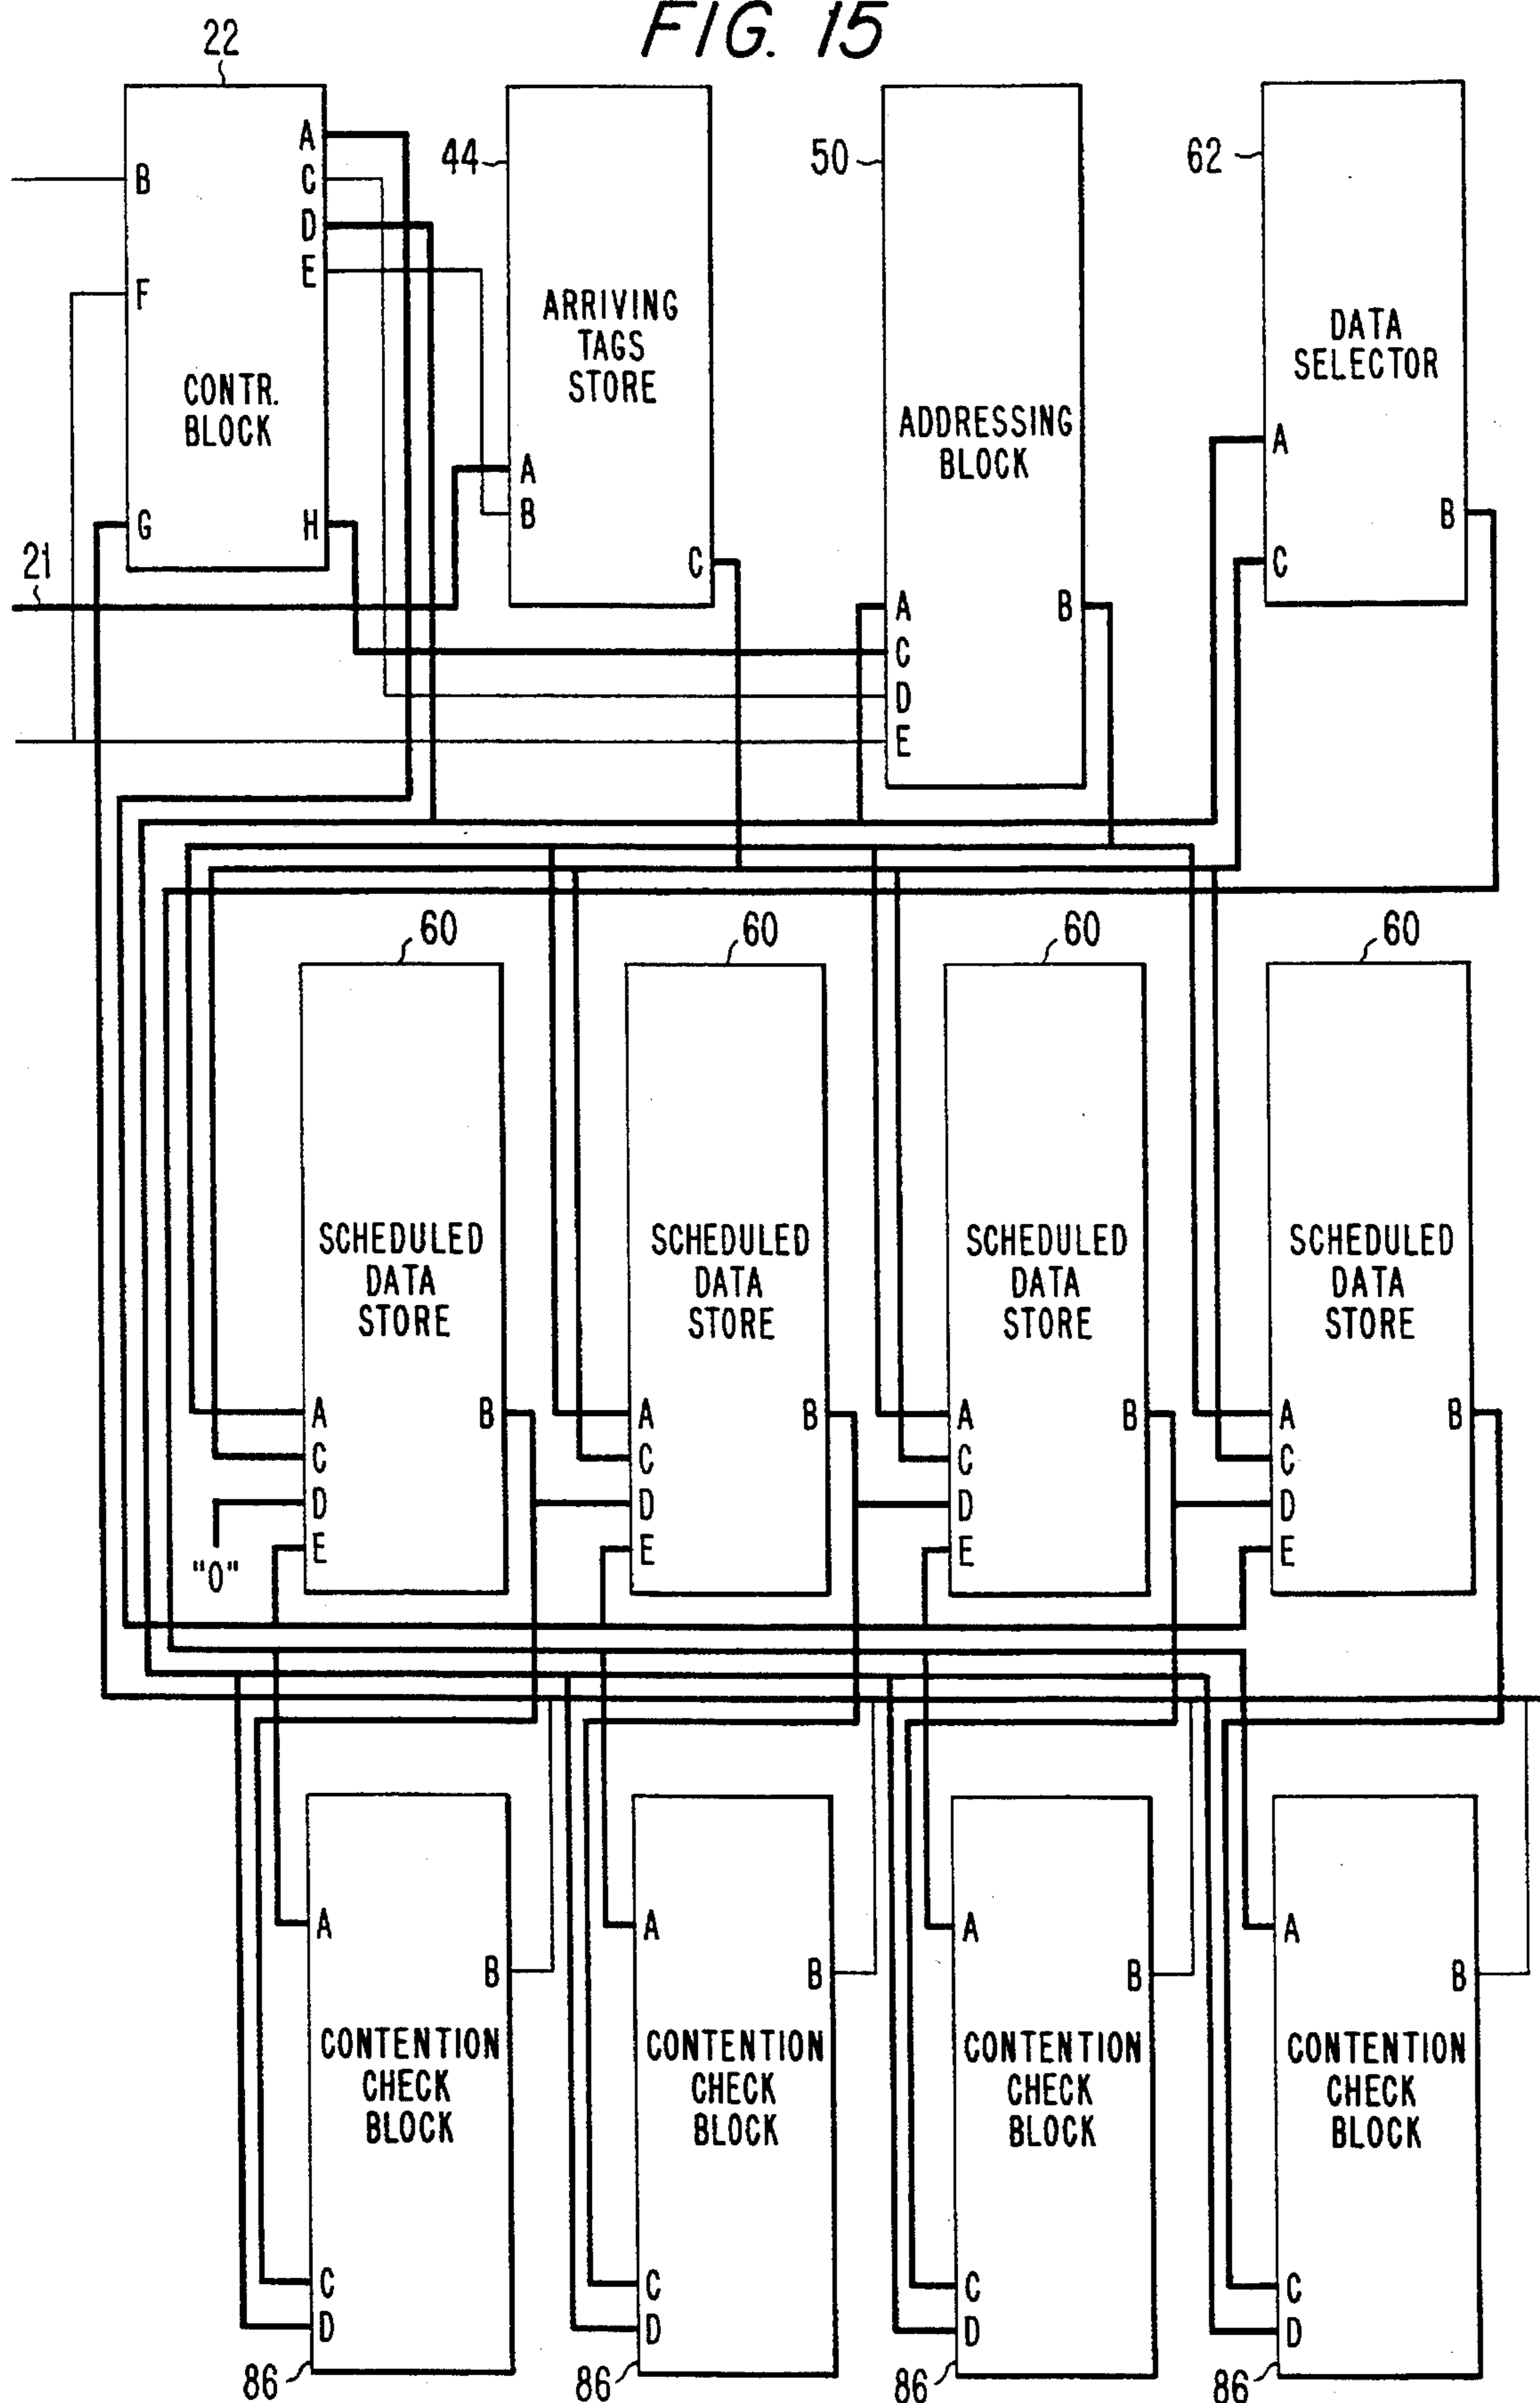 FIG. 15
22
A
B
C
D
E
F
CONTR.
BLOCK
G
H
21
44
ARRIVING
TAGS
STORE
A
B
C
50
ADDRESSING
BLOCK
A
B
C
D
E
62
DATA
SELECTOR
A
B
C
60
SCHEDULED
DATA
STORE
A
B
C
D
E
"0"
60
SCHEDULED
DATA
STORE
A
B
C
D
E
60
SCHEDULED
DATA
STORE
A
B
C
D
E
60
SCHEDULED
DATA
STORE
A
B
C
D
E
A
B
CONTENTION
CHECK
BLOCK
C
D
86
A
B
CONTENTION
CHECK
BLOCK
C
D
86
A
B
CONTENTION
CHECK
BLOCK
C
D
86
A
B
CONTENTION
CHECK
BLOCK
C
D
86